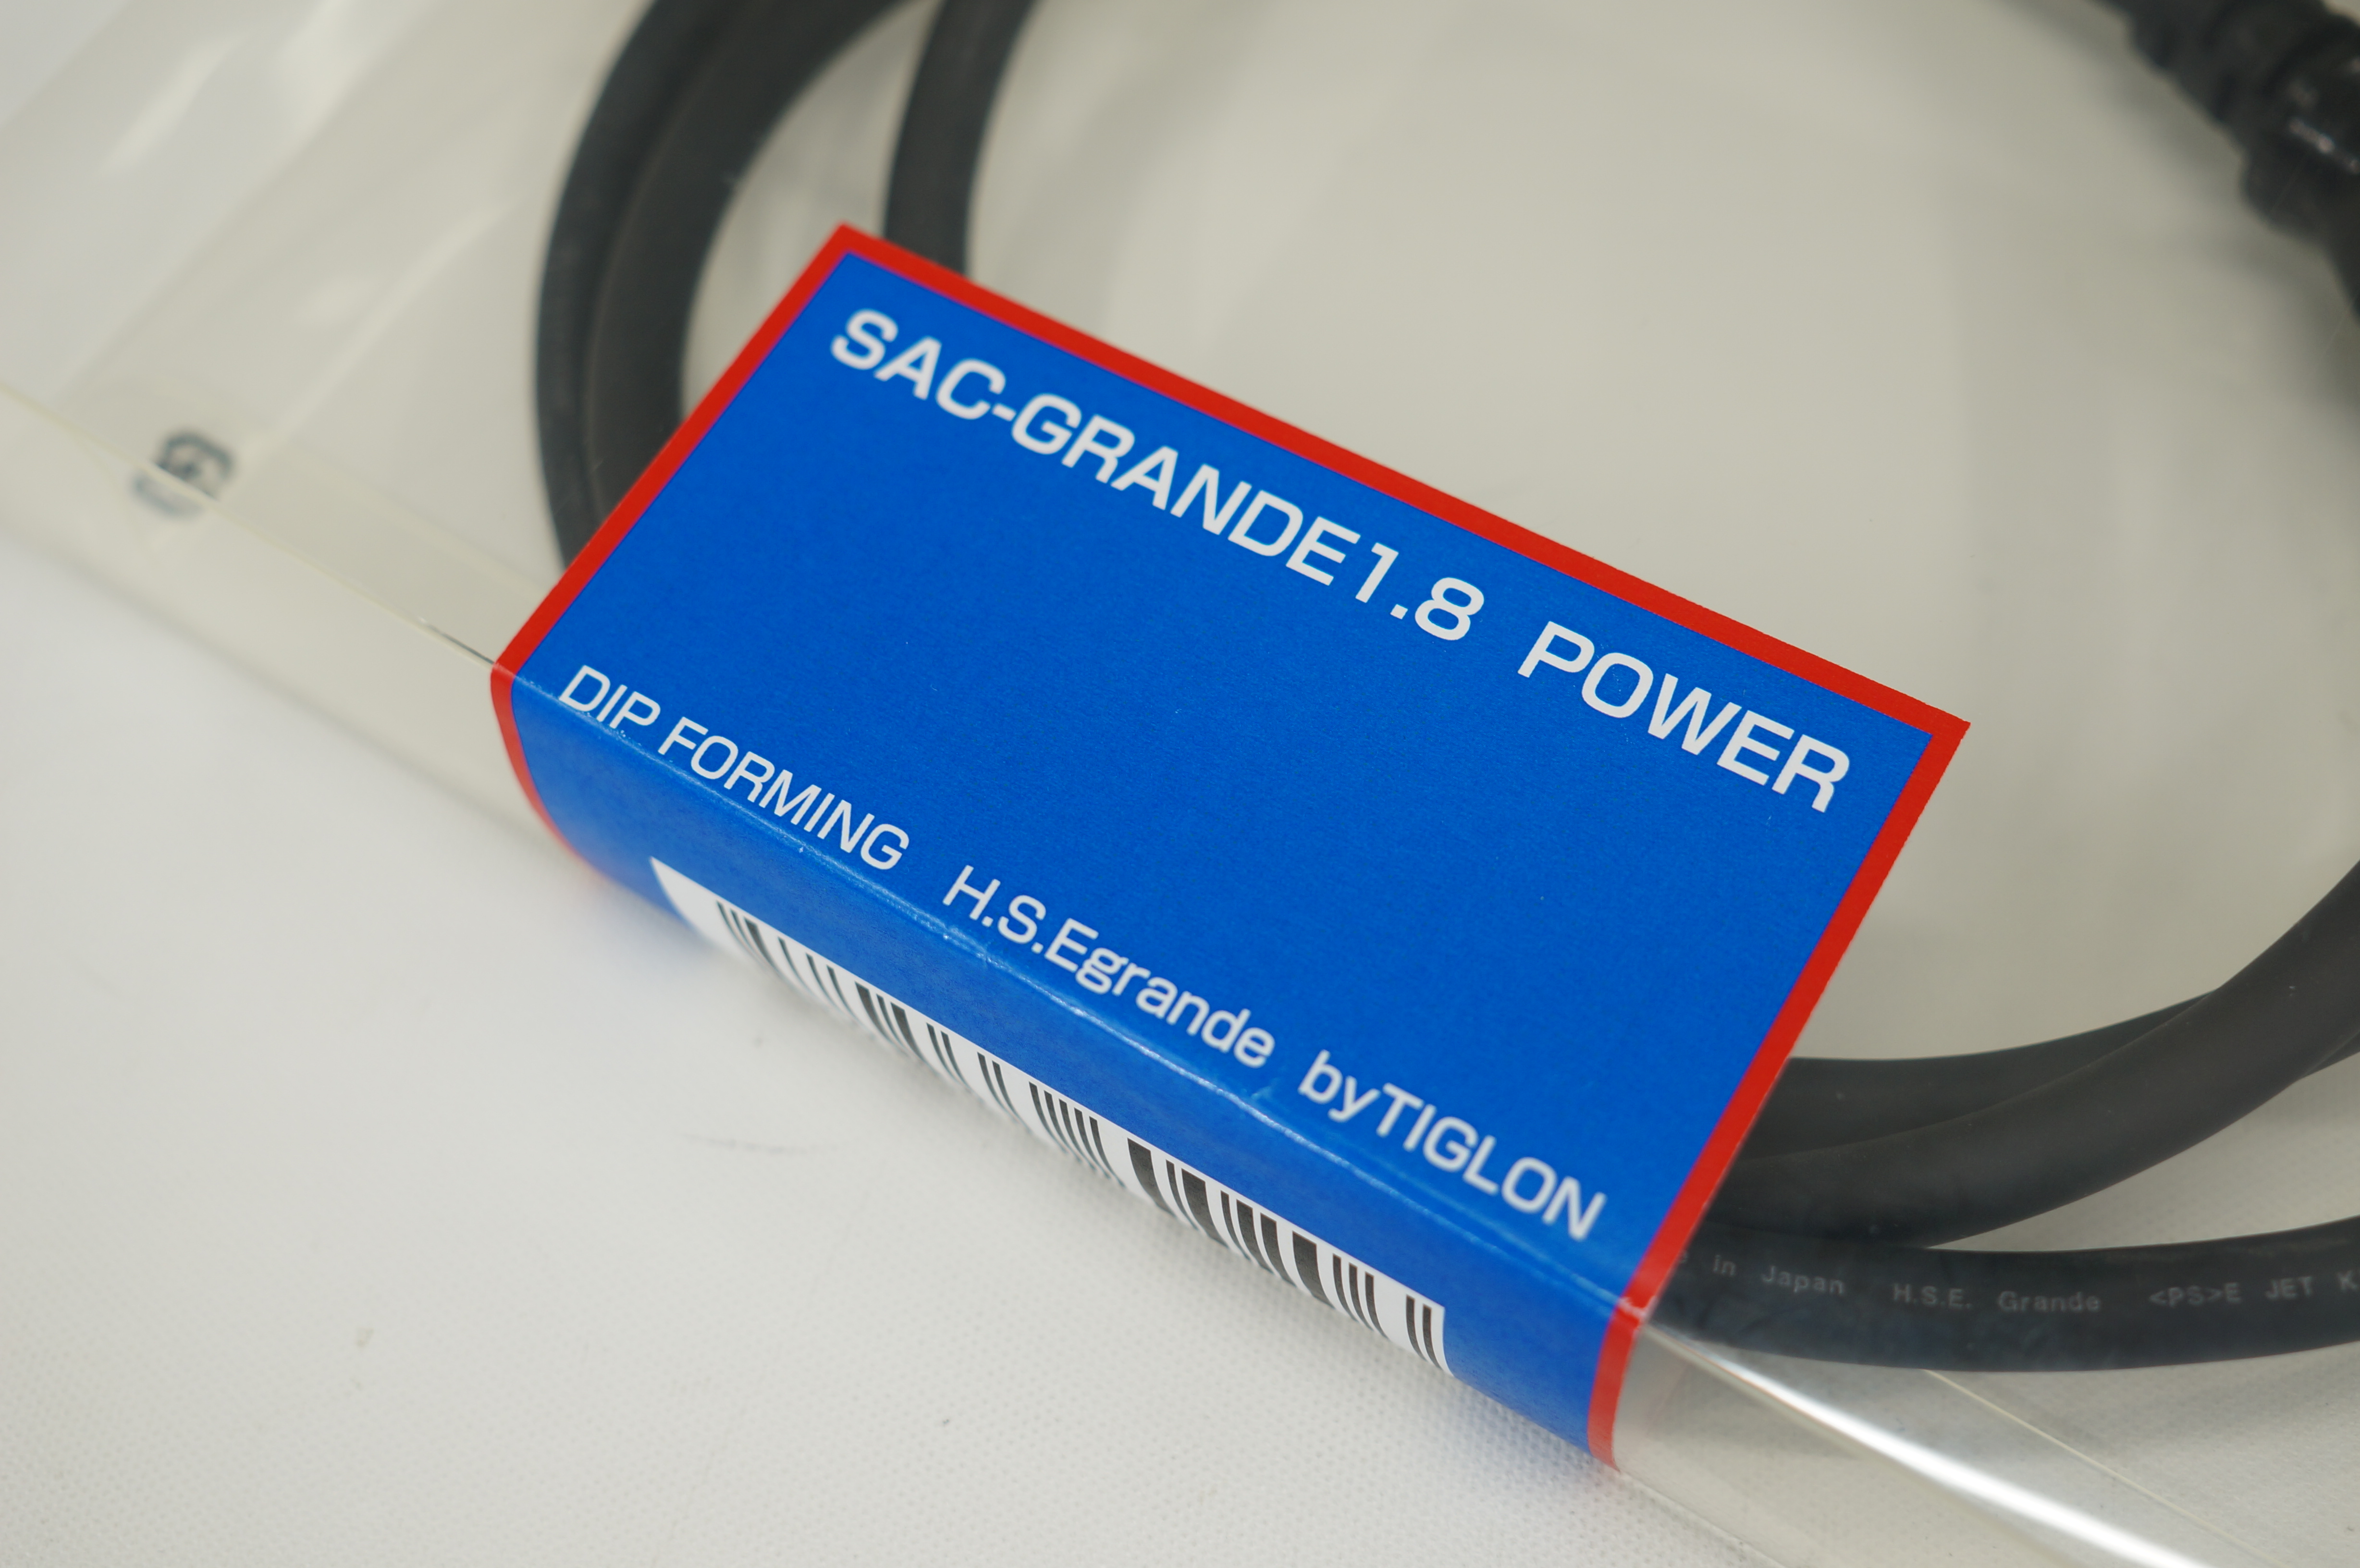 SAC-GRANDE1.8 POWER
DIP FORMING H.S.Egrande byTIGLON
in Japan H.S.E. Grande <PS>E JET